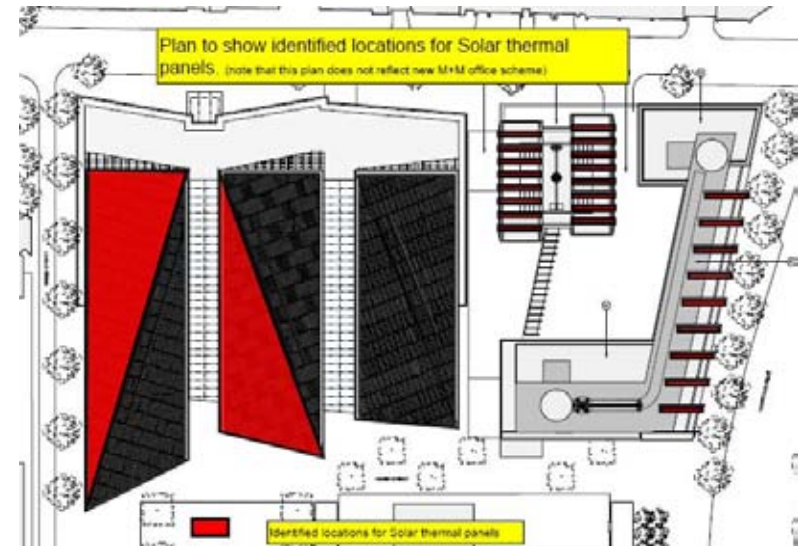 Plan to show identified locations for Solar thermal
panels. (note that this plan does not reflect new M+M office scheme)
Identified locations for Solar thermal panels